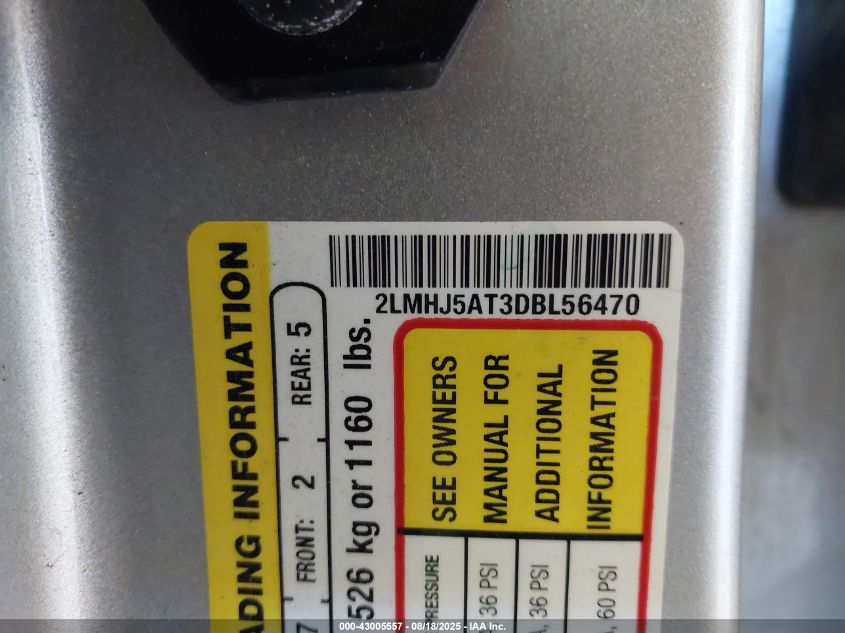 2LMHJ5AT3DBL56470
ADING INFORMATION
7 FRONT: 2 REAR: 5
526 kg or 1160 lbs.
SEE OWNERS
MANUAL FOR
ADDITIONAL
INFORMATION
RESSURE
36 PSI
, 36 PSI
, 60 PSI
000-43005557 - 08/18/2025 - IAA Inc.